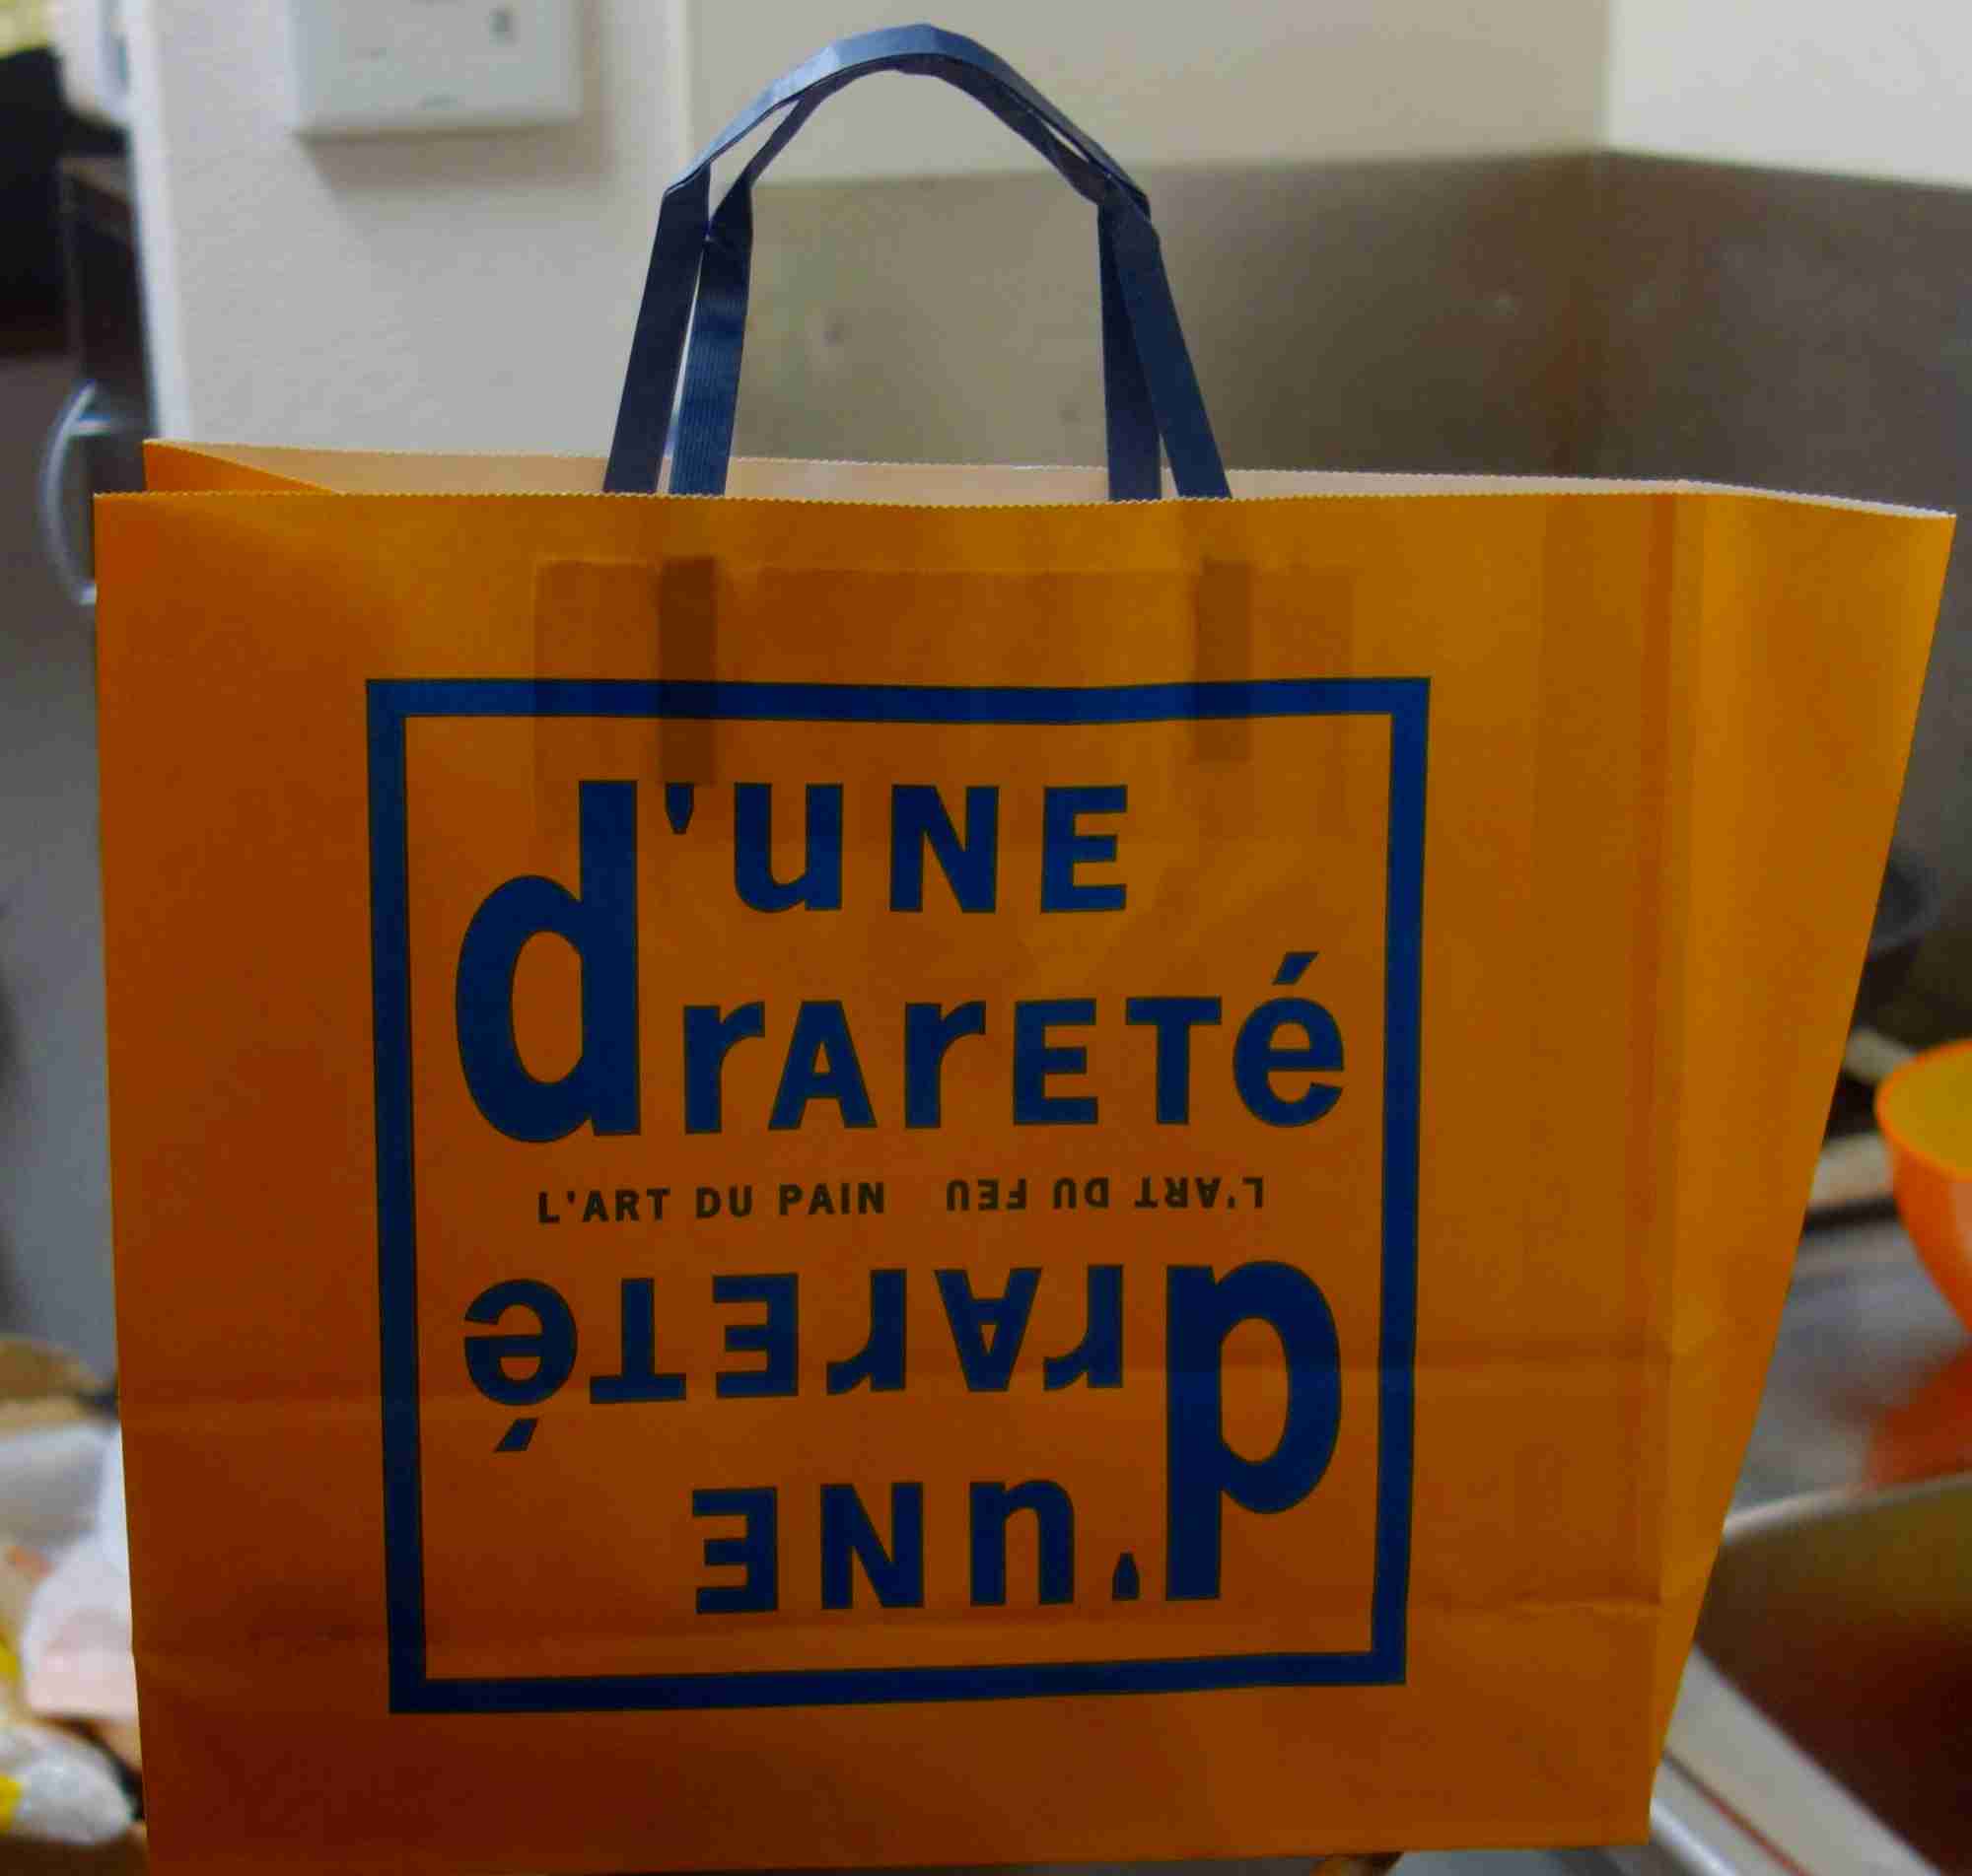 d'uNE
rArETé
L'ART DU PAIN L'ART DU FEU
d'uNE
rArETé